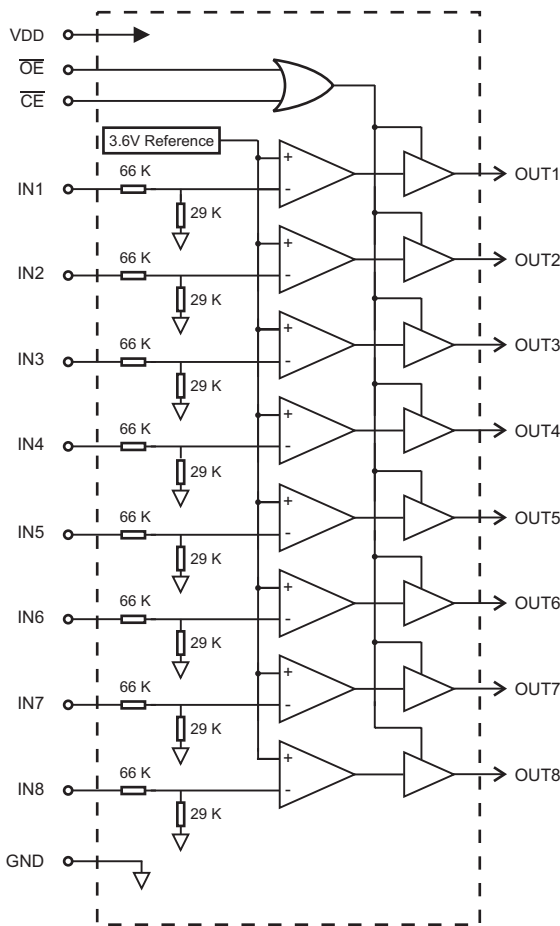 VDD
OE
CE
3.6V Reference
66 K
+
IN1
-
OUT1
29 K
66 K
+
IN2
-
OUT2
29 K
66 K
+
IN3
-
OUT3
29 K
66 K
+
IN4
-
OUT4
29 K
66 K
+
IN5
-
OUT5
29 K
66 K
+
IN6
-
OUT6
29 K
66 K
+
IN7
-
OUT7
29 K
66 K
+
IN8
-
OUT8
29 K
GND